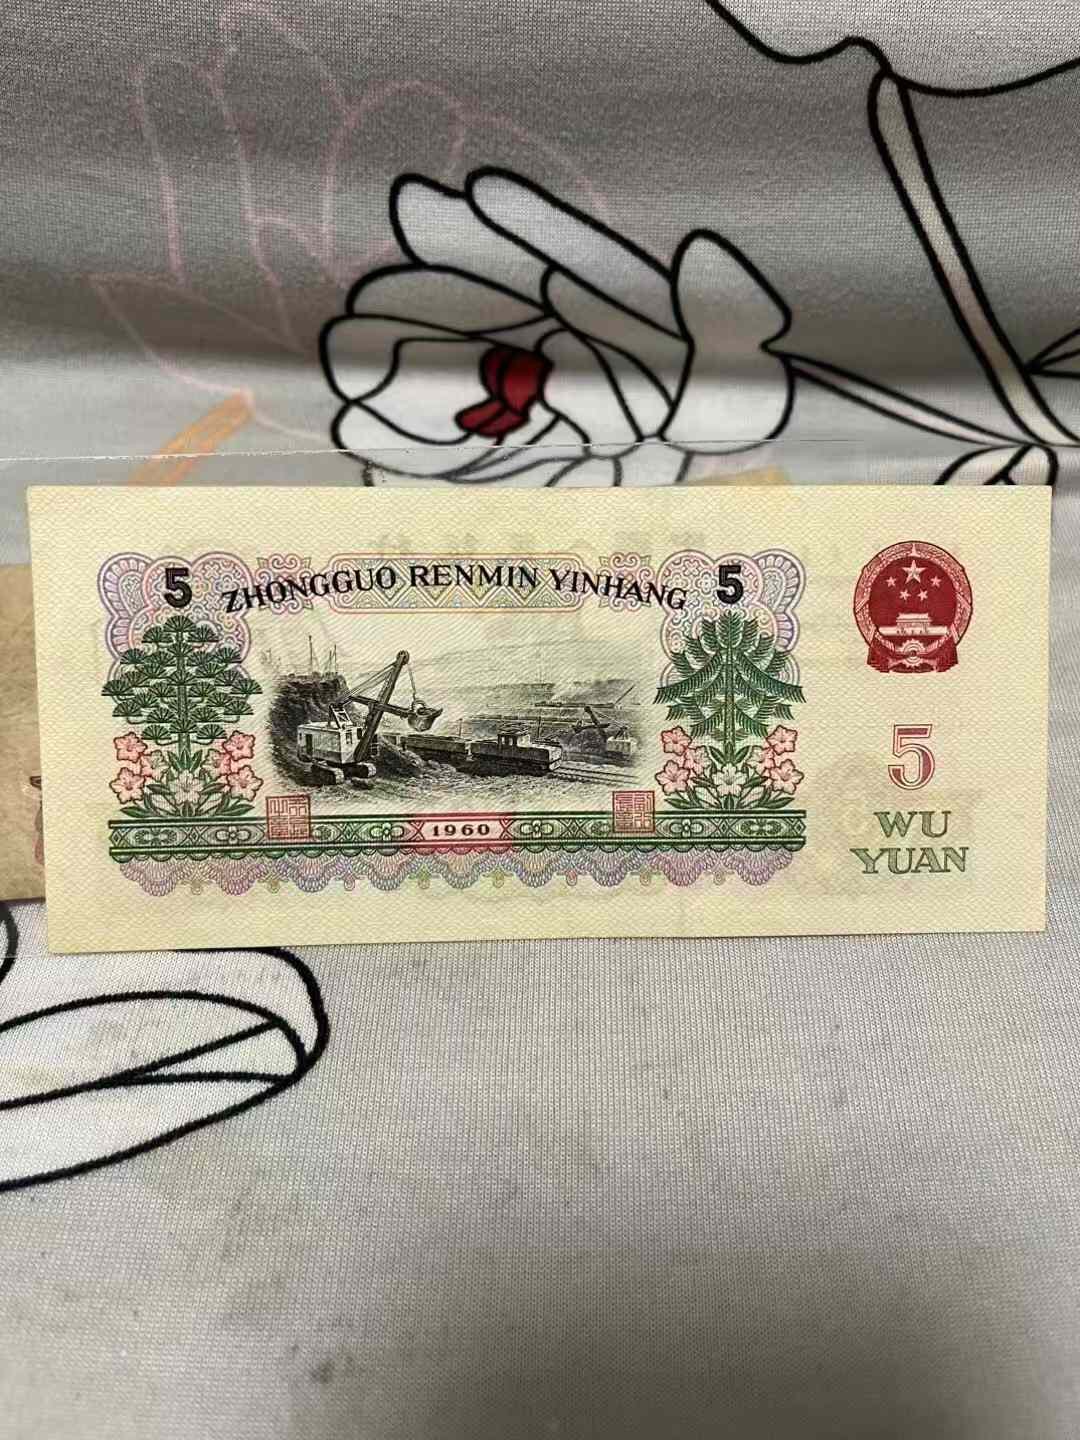 5 ZHONGGUO RENMIN YINHANG 5
5
WU
YUAN
1960